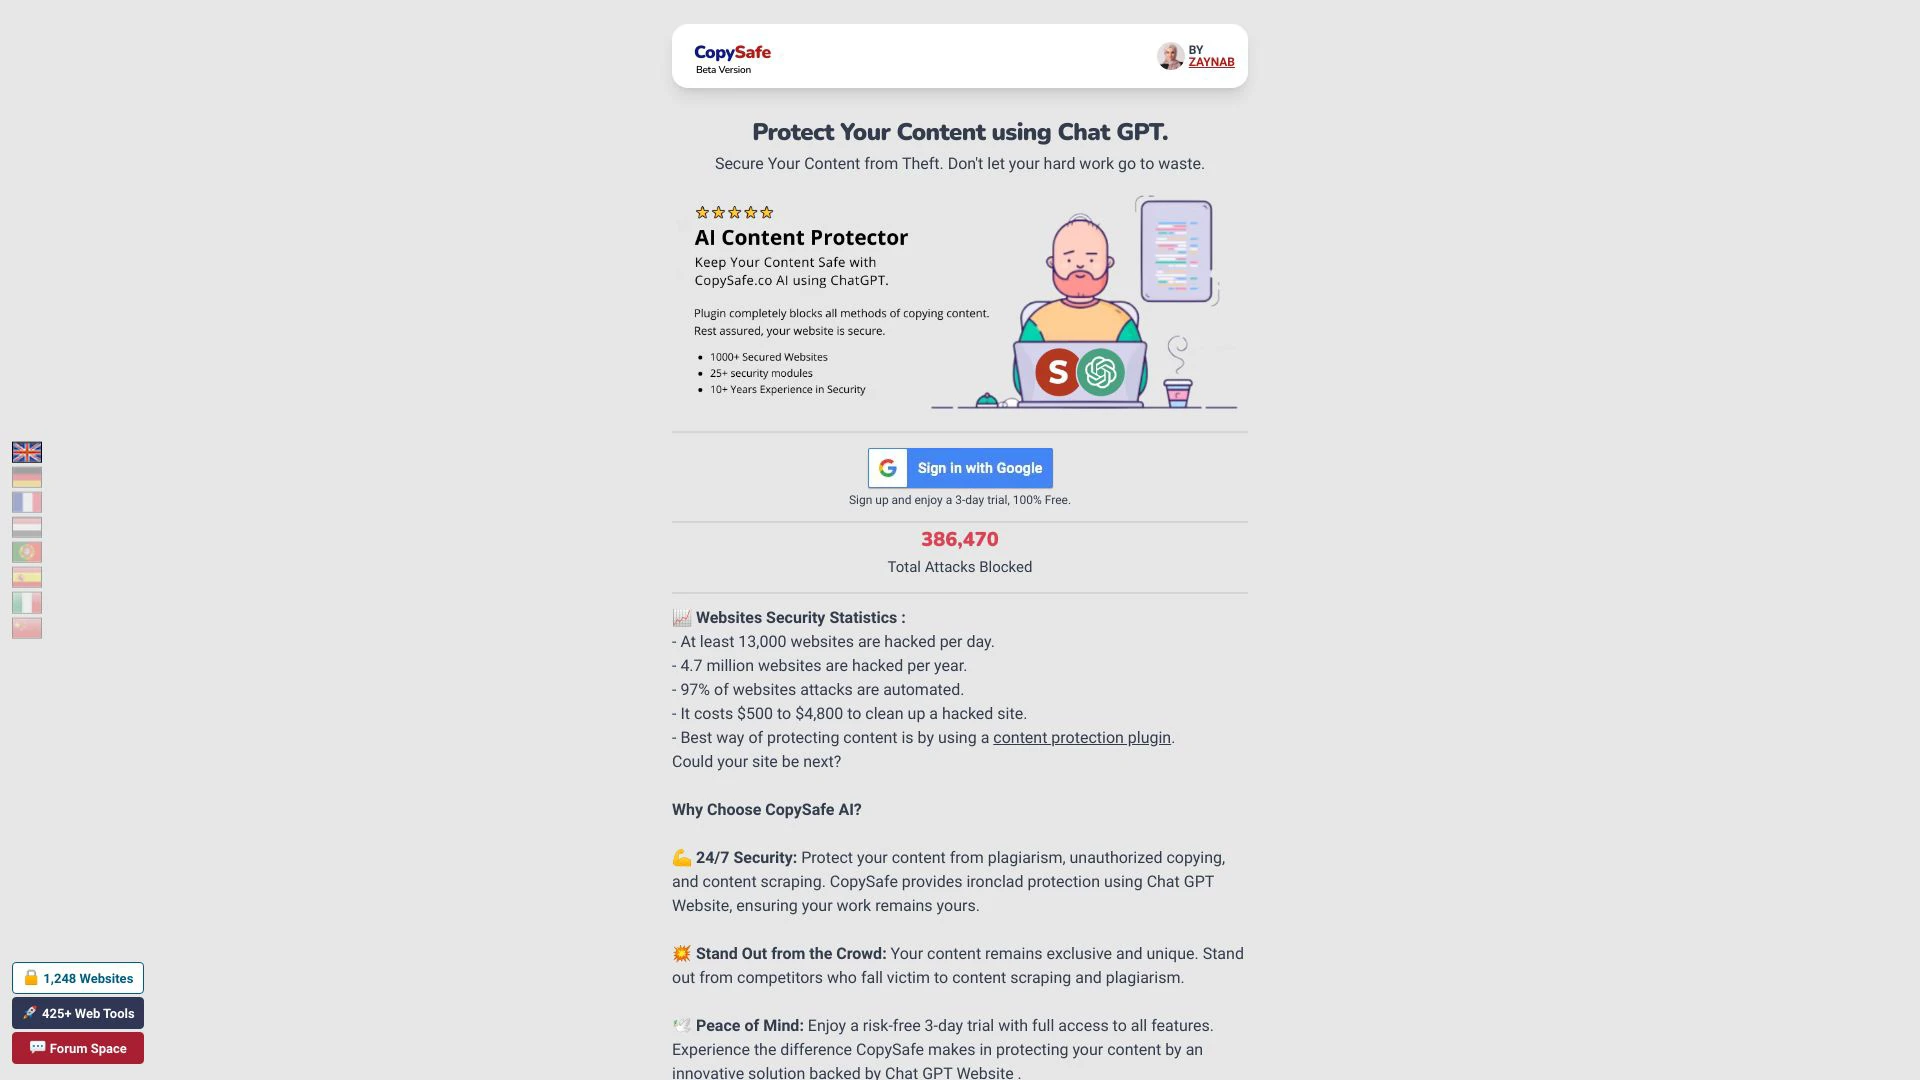 CopySafe
Beta Version
BY
ZAYNAB
Protect Your Content using Chat GPT.
Secure Your Content from Theft. Don't let your hard work go to waste.
AI Content Protector
Keep Your Content Safe with
CopySafe.co AI using ChatGPT.
Plugin completely blocks all methods of copying content.
Rest assured, your website is secure.
• 1000+ Secured Websites
• 25+ security modules
• 10+ Years Experience in Security
S
G Sign in with Google
Sign up and enjoy a 3-day trial, 100% Free.
386,470
Total Attacks Blocked
📈 Websites Security Statistics :
- At least 13,000 websites are hacked per day.
- 4.7 million websites are hacked per year.
- 97% of websites attacks are automated.
- It costs $500 to $4,800 to clean up a hacked site.
- Best way of protecting content is by using a content protection plugin.
Could your site be next?
Why Choose CopySafe AI?
💪 24/7 Security: Protect your content from plagiarism, unauthorized copying,
and content scraping. CopySafe provides ironclad protection using Chat GPT
Website, ensuring your work remains yours.
💥 Stand Out from the Crowd: Your content remains exclusive and unique. Stand
out from competitors who fall victim to content scraping and plagiarism.
🕊️ Peace of Mind: Enjoy a risk-free 3-day trial with full access to all features.
Experience the difference CopySafe makes in protecting your content by an
innovative solution backed by Chat GPT Website .
🔒 1,248 Websites
🚀 425+ Web Tools
💬 Forum Space